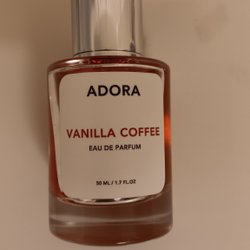 ADORA
VANILLA COFFEE
EAU DE PARFUM
50 ML / 1.7 FL.OZ